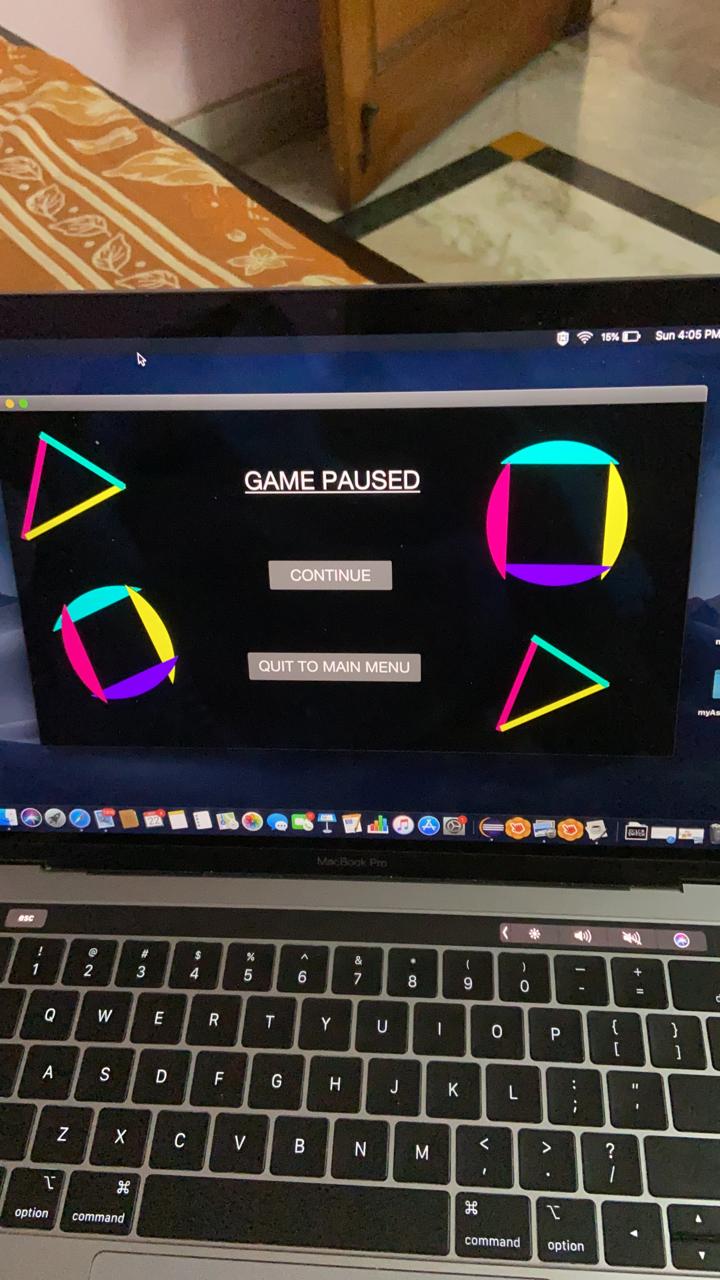 15% Sun 4:05 PM
GAME PAUSED
CONTINUE
QUIT TO MAIN MENU
myAs
22
MacBook Pro
esc
! @ # $ % ^ & * ( ) _ +
1 2 3 4 5 6 7 8 9 0 - =
Q W E R T Y U I O P { }
[ ]
A S D F G H J K L : "
; '
Z X C V B N M < > ?
, . /
option command command option